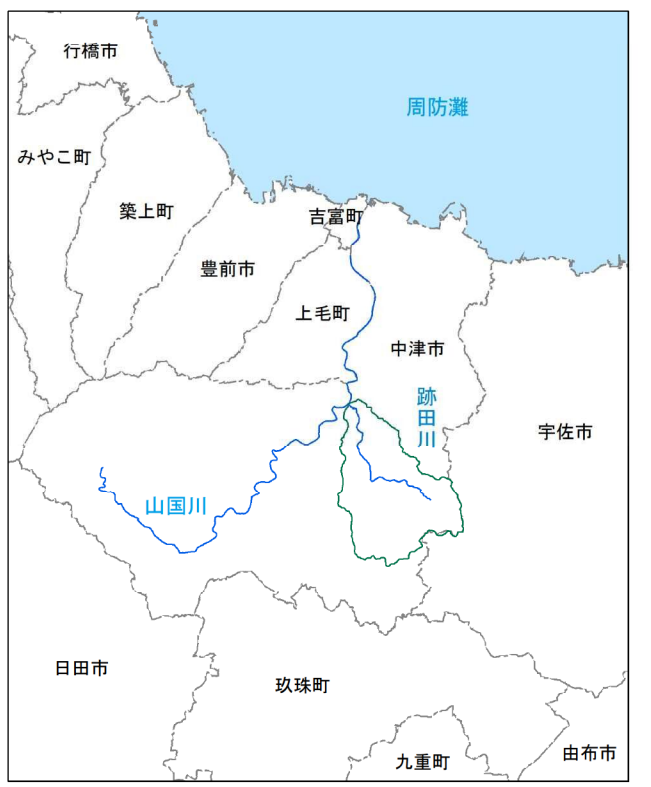 行橋市
周防灘
みやこ町
築上町
吉富町
豊前市
上毛町
中津市
跡田川
宇佐市
山国川
日田市
玖珠町
九重町
由布市